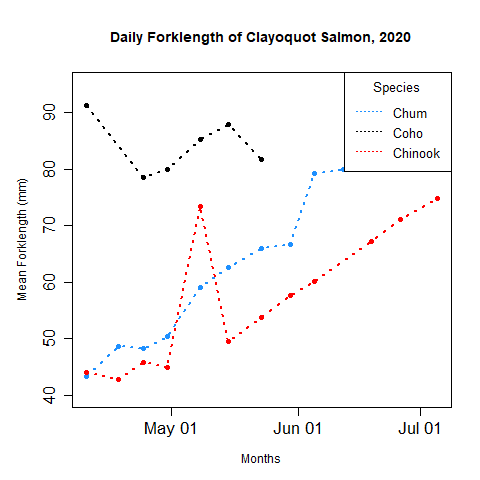 Daily Forklength of Clayoquot Salmon, 2020
Species
Chum
Coho
Chinook
Mean Forklength (mm)
90
80
70
60
50
40
May 01 Jun 01 Jul 01
Months